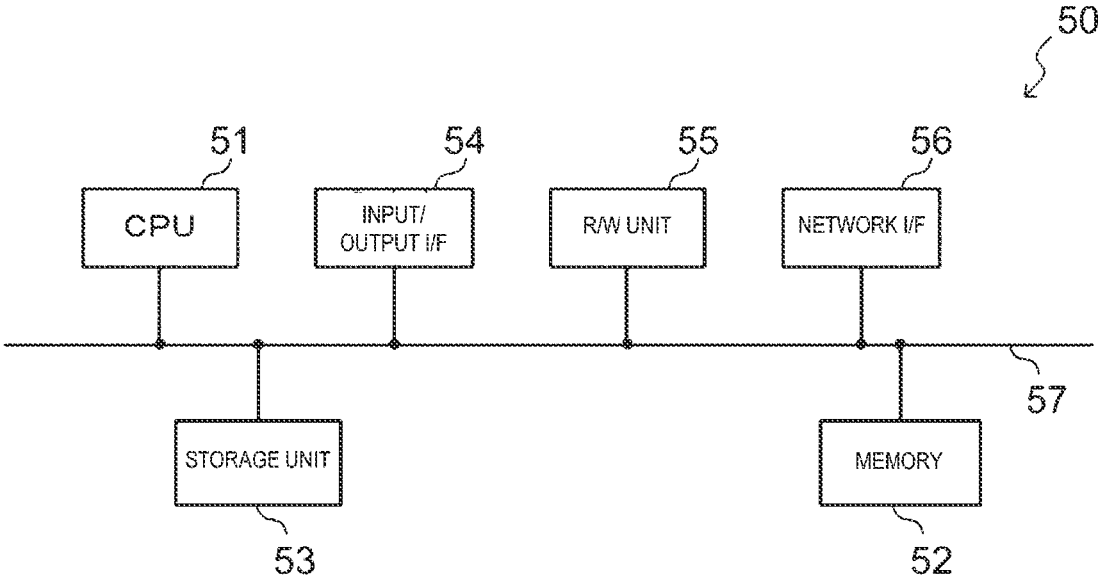 50
51
54
55
56
CPU
INPUT/
OUTPUT I/F
R/W UNIT
NETWORK I/F
57
STORAGE UNIT
MEMORY
53
52